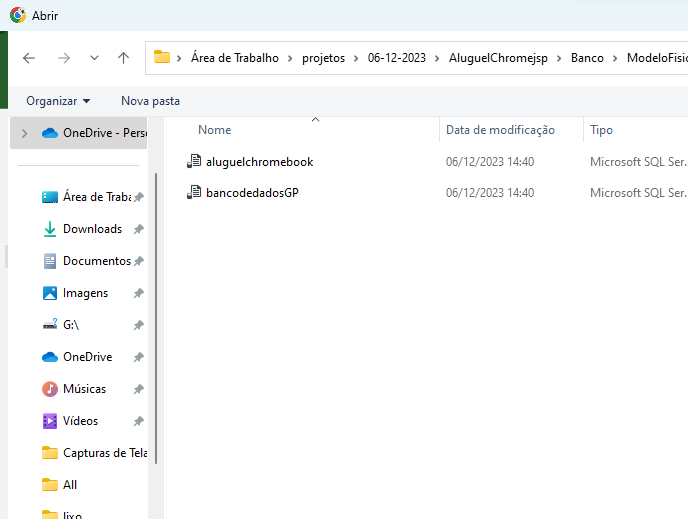 Abrir
Área de Trabalho > projetos > 06-12-2023 > AluguelChromejsp > Banco > ModeloFisic
Organizar Nova pasta
OneDrive - Perso
Nome Data de modificação Tipo
aluguelchromebook 06/12/2023 14:40 Microsoft SQL Ser...
bancodedadosGP 06/12/2023 14:40 Microsoft SQL Ser...
Área de Traba
Downloads
Documentos
Imagens
G:\
OneDrive
Músicas
Vídeos
Capturas de Tela
All
lixo